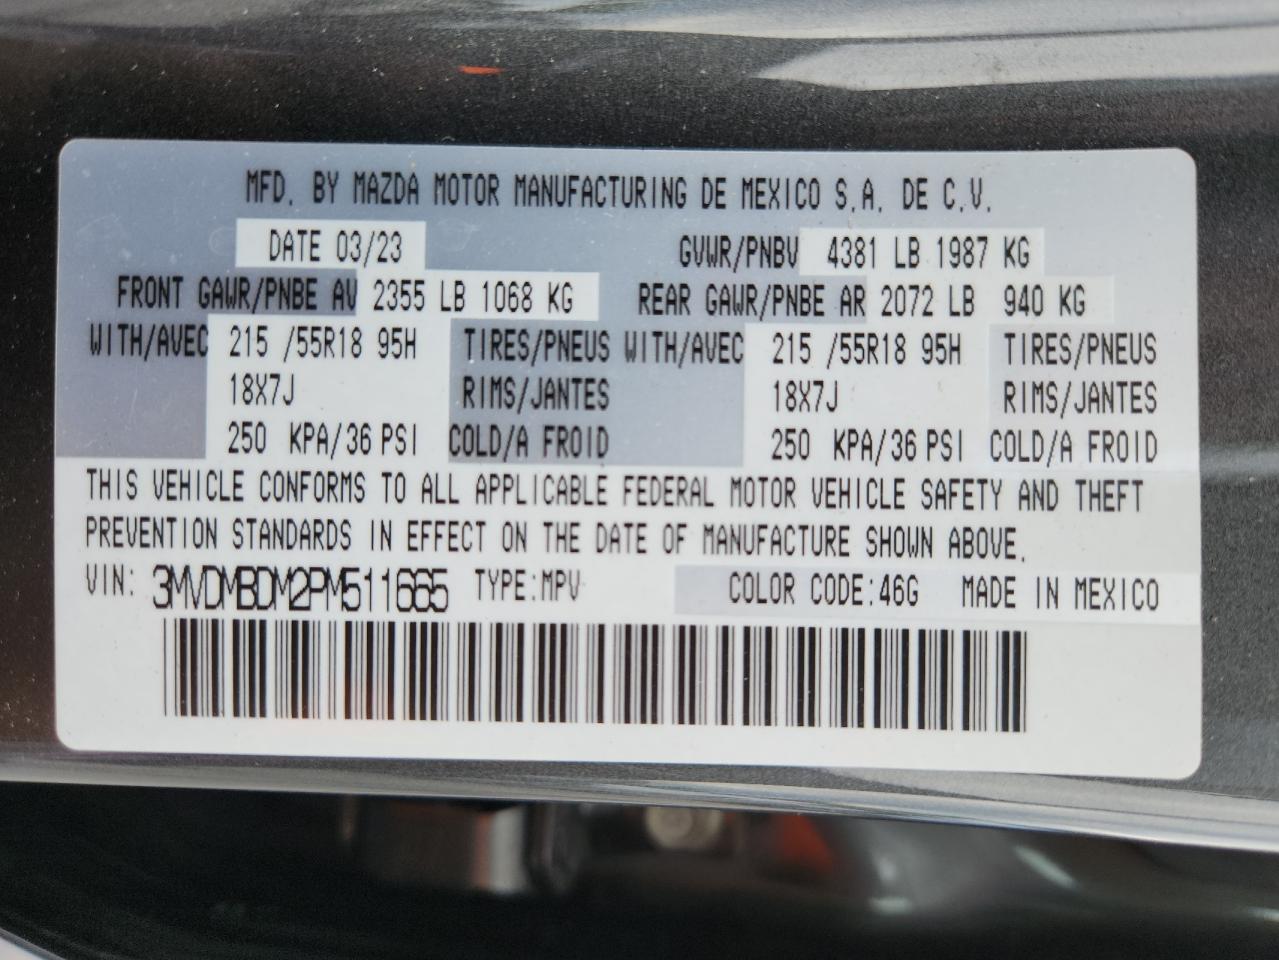 MFD. BY MAZDA MOTOR MANUFACTURING DE MEXICO S.A. DE C.V.
DATE 03/23 GVWR/PNBV 4381 LB 1987 KG
FRONT GAWR/PNBE AV 2355 LB 1068 KG REAR GAWR/PNBE AR 2072 LB 940 KG
WITH/AVEC 215 /55R18 95H TIRES/PNEUS WITH/AVEC 215 /55R18 95H TIRES/PNEUS
18X7J RIMS/JANTES 18X7J RIMS/JANTES
250 KPA/36 PSI COLD/A FROID 250 KPA/36 PSI COLD/A FROID
THIS VEHICLE CONFORMS TO ALL APPLICABLE FEDERAL MOTOR VEHICLE SAFETY AND THEFT
PREVENTION STANDARDS IN EFFECT ON THE DATE OF MANUFACTURE SHOWN ABOVE.
VIN: 3MVDMBDM2PM511665 TYPE:MPV COLOR CODE:46G MADE IN MEXICO